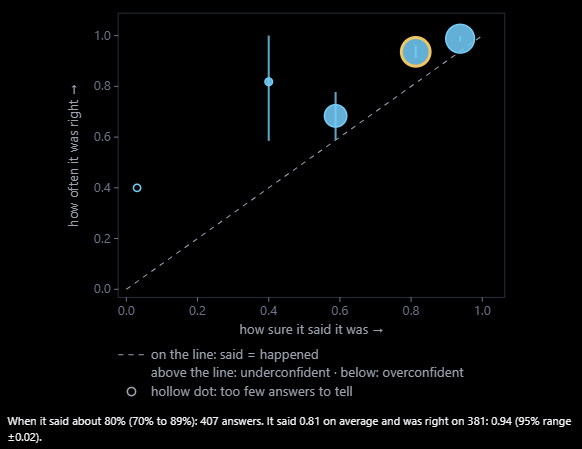 1.0
0.8
0.6
0.4
0.2
0.0
how often it was right →
0.0 0.2 0.4 0.6 0.8 1.0
how sure it said it was →
on the line: said = happened
above the line: underconfident · below: overconfident
hollow dot: too few answers to tell
When it said about 80% (70% to 89%): 407 answers. It said 0.81 on average and was right on 381: 0.94 (95% range
±0.02).